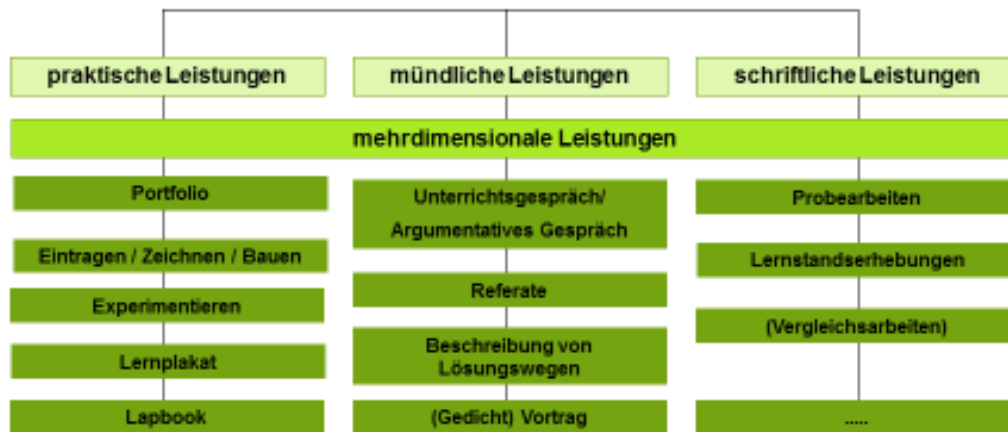 praktische Leistungen
mündliche Leistungen
schriftliche Leistungen
mehrdimensionale Leistungen
Portfolio
Eintragen / Zeichnen / Bauen
Experimentieren
Lernplakat
Lapbook
Unterrichtsgespräch/
Argumentatives Gespräch
Referate
Beschreibung von
Lösungswegen
(Gedicht) Vortrag
Probearbeiten
Lernstandserhebungen
(Vergleichsarbeiten)
.....